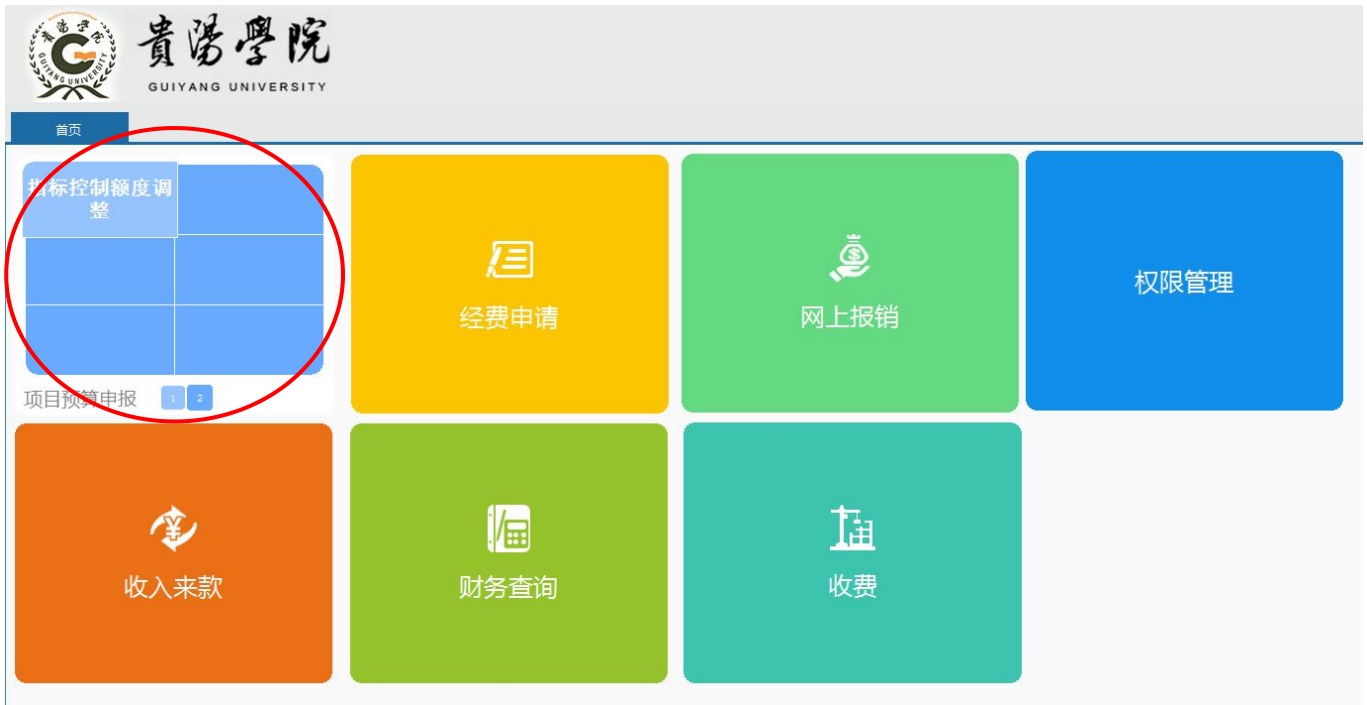 貴陽學院
GUIYANG UNIVERSITY
首页
指标控制额度调
整
项目预算申报 1 2
经费申请
网上报销
权限管理
收入来款
财务查询
收费